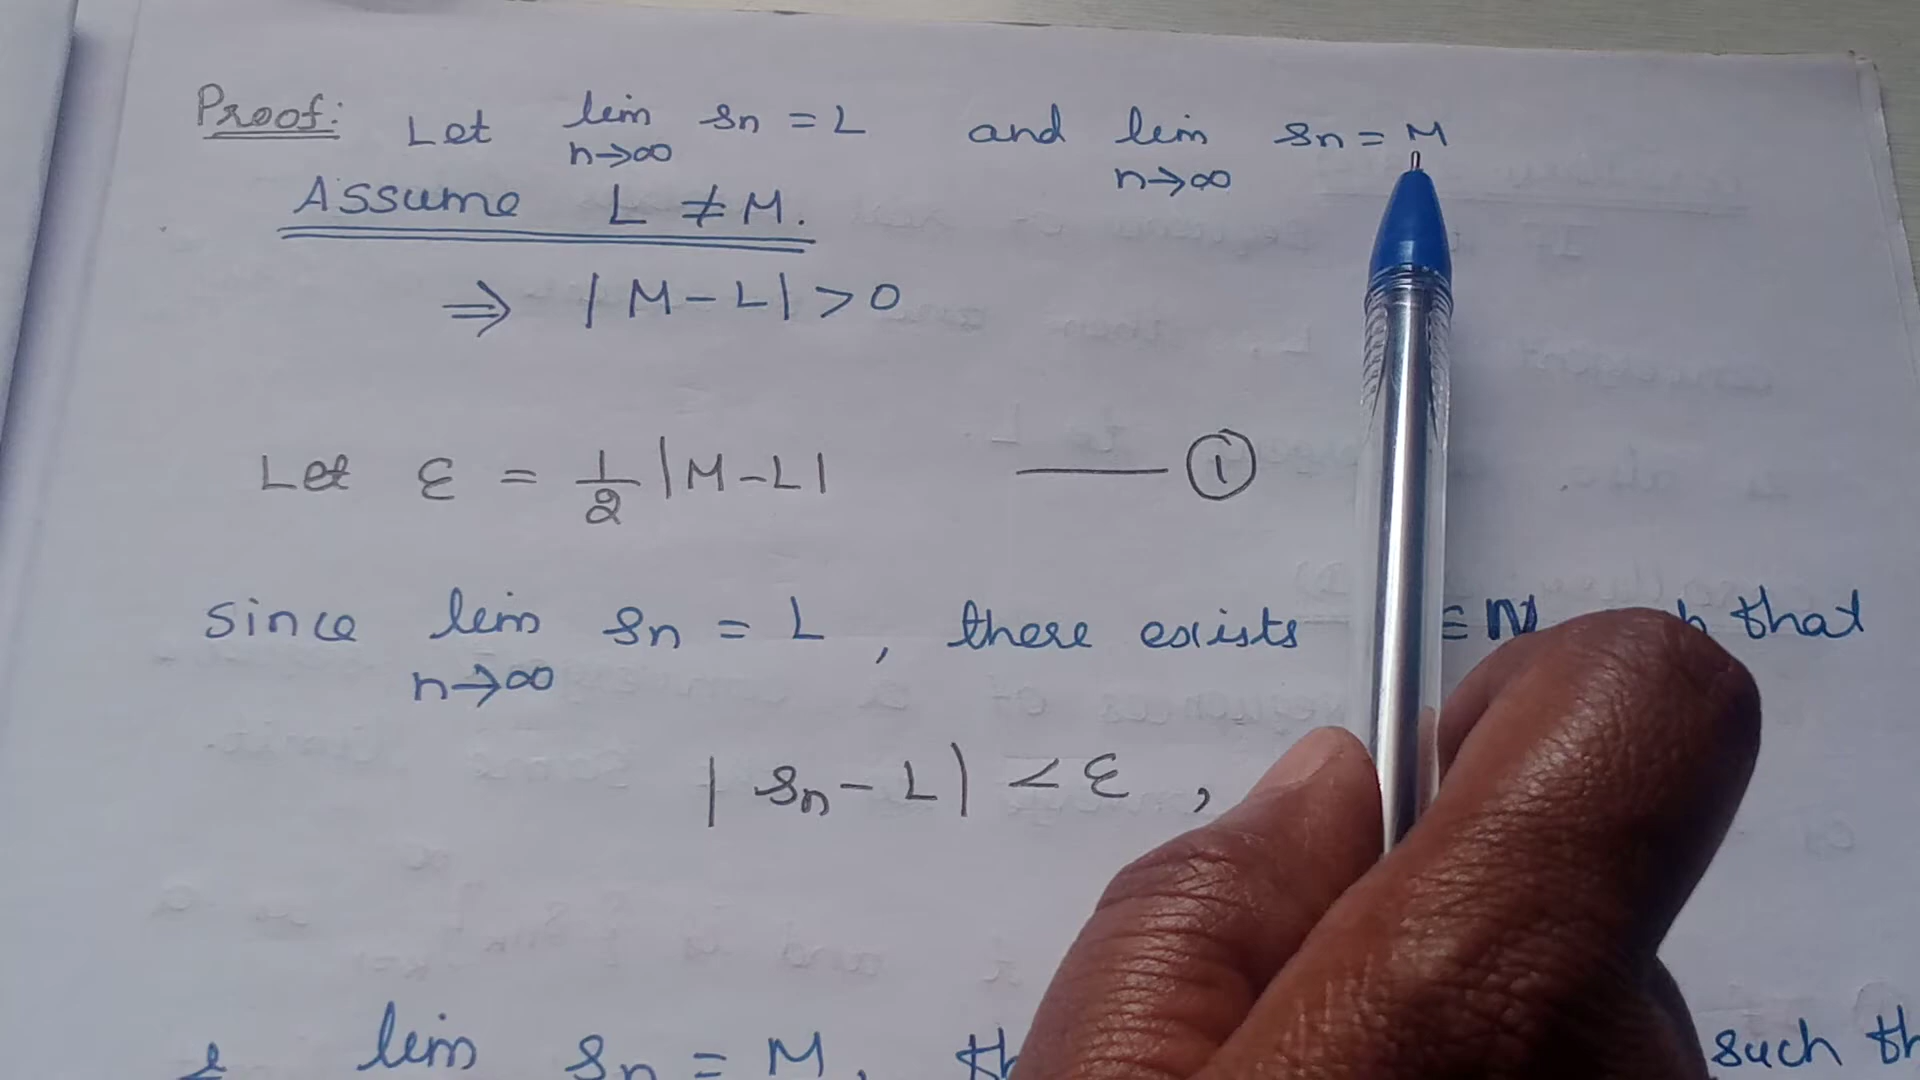 Proof: Let lim n→∞ sn = L and lim n→∞ sn = M
Assume L ≠ M.
⇒ |M - L| > 0
Let ε = 1/2 |M - L| —— ①
Since lim n→∞ sn = L, there exists ∈ N that
|sn - L| < ε,
& lim sn = M, such